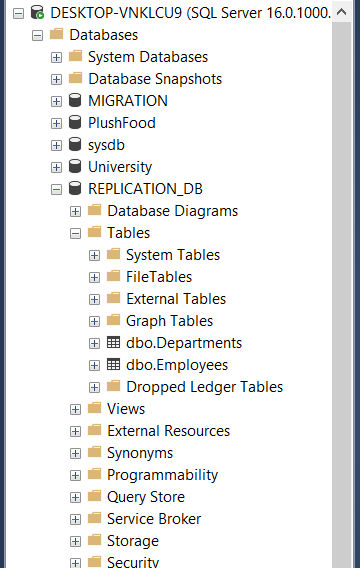 DESKTOP-VNKLCU9 (SQL Server 16.0.1000.
Databases
System Databases
Database Snapshots
MIGRATION
PlushFood
sysdb
University
REPLICATION_DB
Database Diagrams
Tables
System Tables
FileTables
External Tables
Graph Tables
dbo.Departments
dbo.Employees
Dropped Ledger Tables
Views
External Resources
Synonyms
Programmability
Query Store
Service Broker
Storage
Security